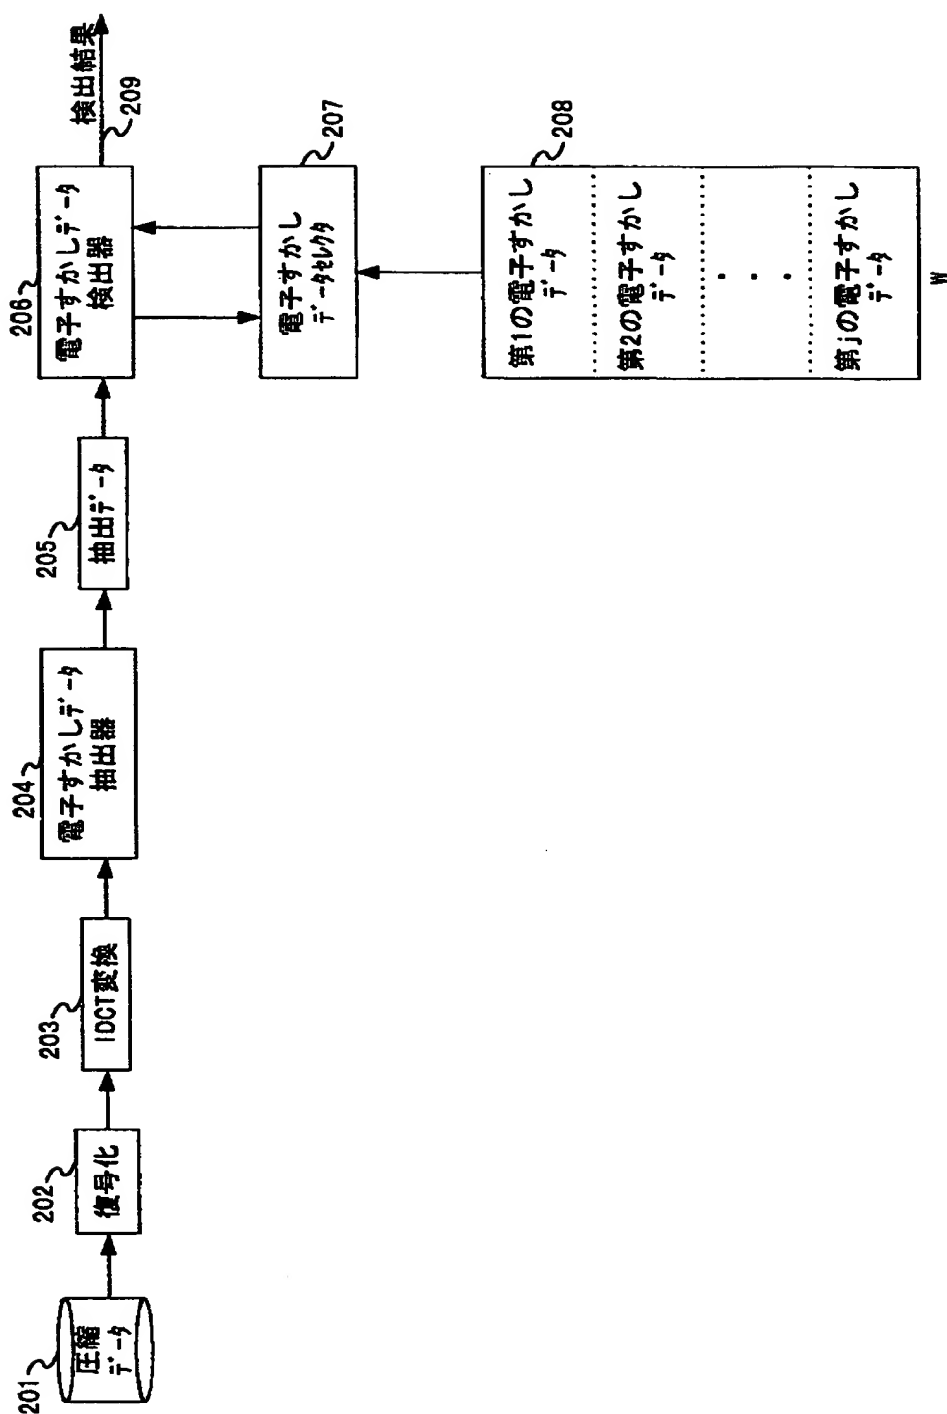 201
圧縮
データ
202
復号化
203
IDCT変換
204
電子すかしデータ
抽出器
205
抽出データ
206
電子すかしデータ
検出器
検出結果
209
207
電子すかし
データセレクタ
208
第1の電子すかし
データ
第2の電子すかし
データ
・・・
第jの電子すかし
データ
W